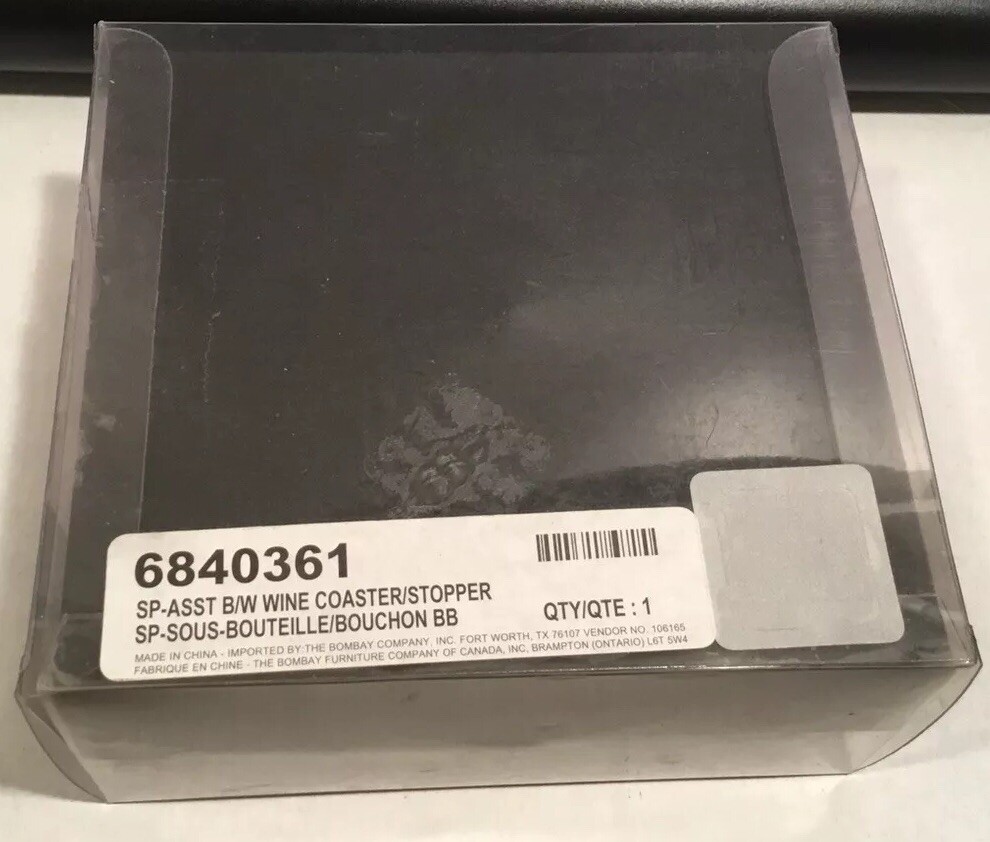 6840361
SP-ASST B/W WINE COASTER/STOPPER
SP-SOUS-BOUTEILLE/BOUCHON BB
QTY/QTE : 1
MADE IN CHINA - IMPORTED BY: THE BOMBAY COMPANY, INC. FORT WORTH, TX 76107 VENDOR NO. 106165
FABRIQUE EN CHINE - THE BOMBAY FURNITURE COMPANY OF CANADA, INC, BRAMPTON (ONTARIO) L6T 5W4